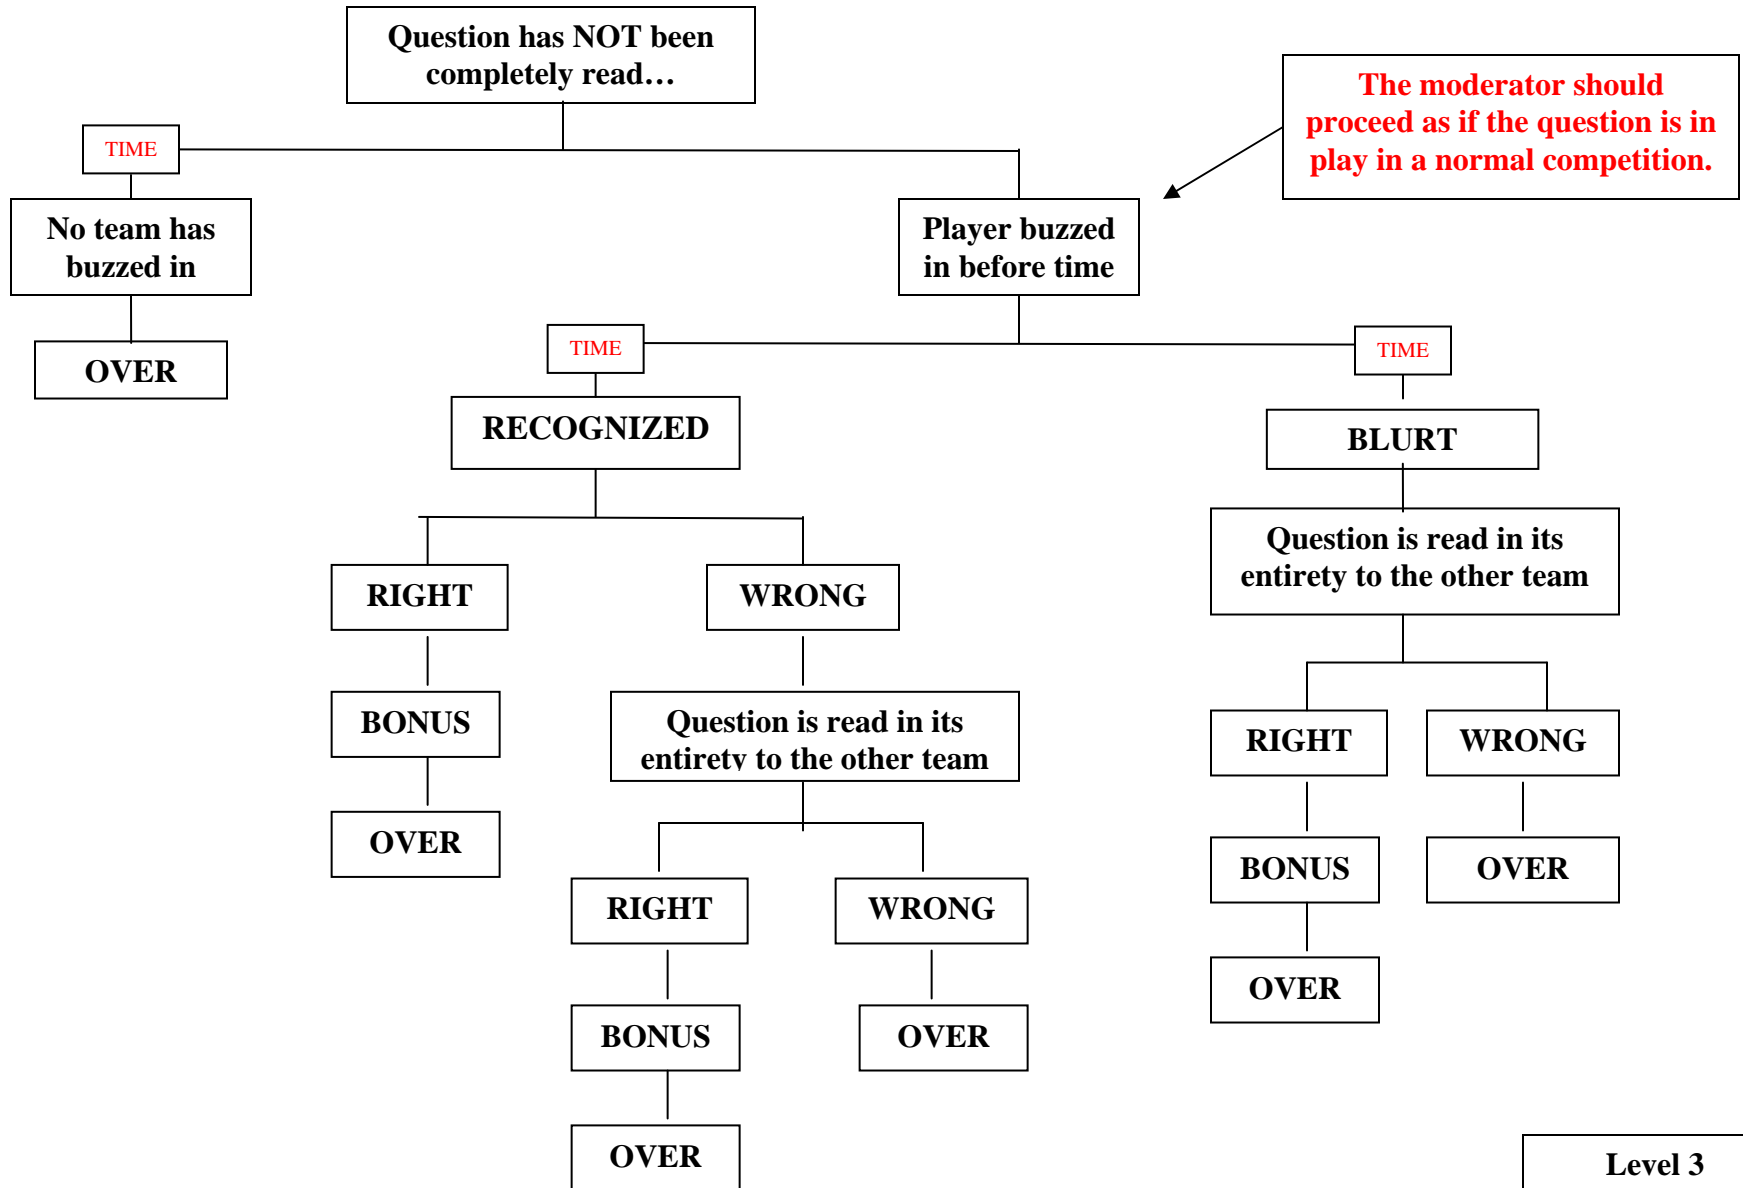 Question has NOT been
completely read…
The moderator should
proceed as if the question is in
play in a normal competition.
TIME
No team has
buzzed in
Player buzzed
in before time
OVER
TIME
TIME
RECOGNIZED
BLURT
Question is read in its
entirety to the other team
RIGHT
WRONG
BONUS
Question is read in its
entirety to the other team
RIGHT
WRONG
OVER
BONUS
OVER
RIGHT
WRONG
OVER
BONUS
OVER
OVER
Level 3